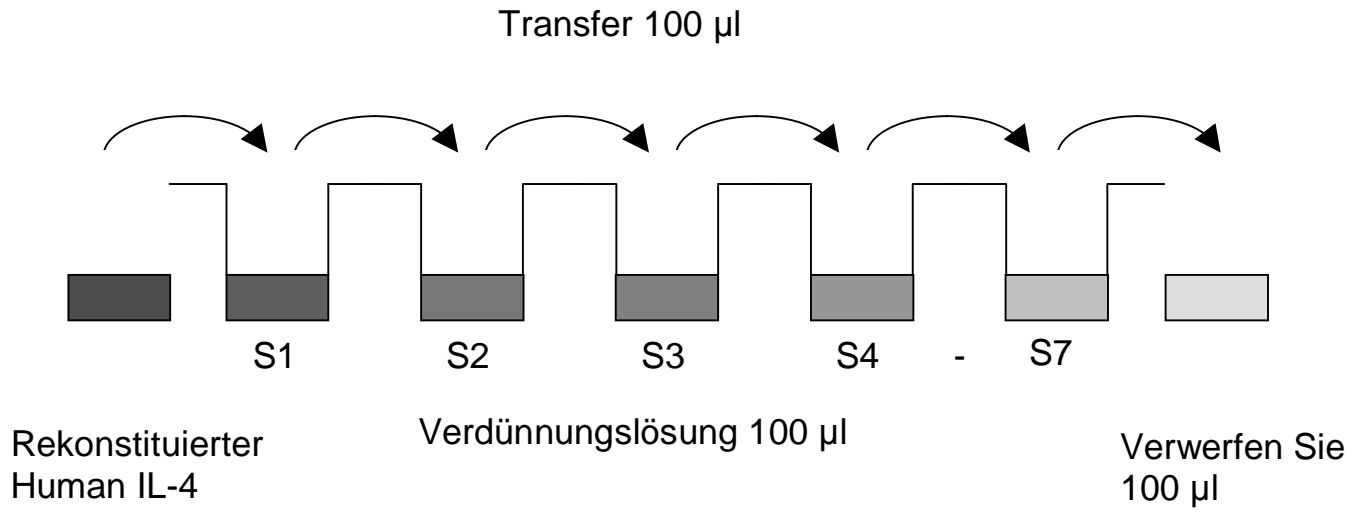 Transfer 100 µl
S1 S2 S3 S4 - S7
Rekonstituierter
Human IL-4
Verdünnungslösung 100 µl
Verwerfen Sie
100 µl